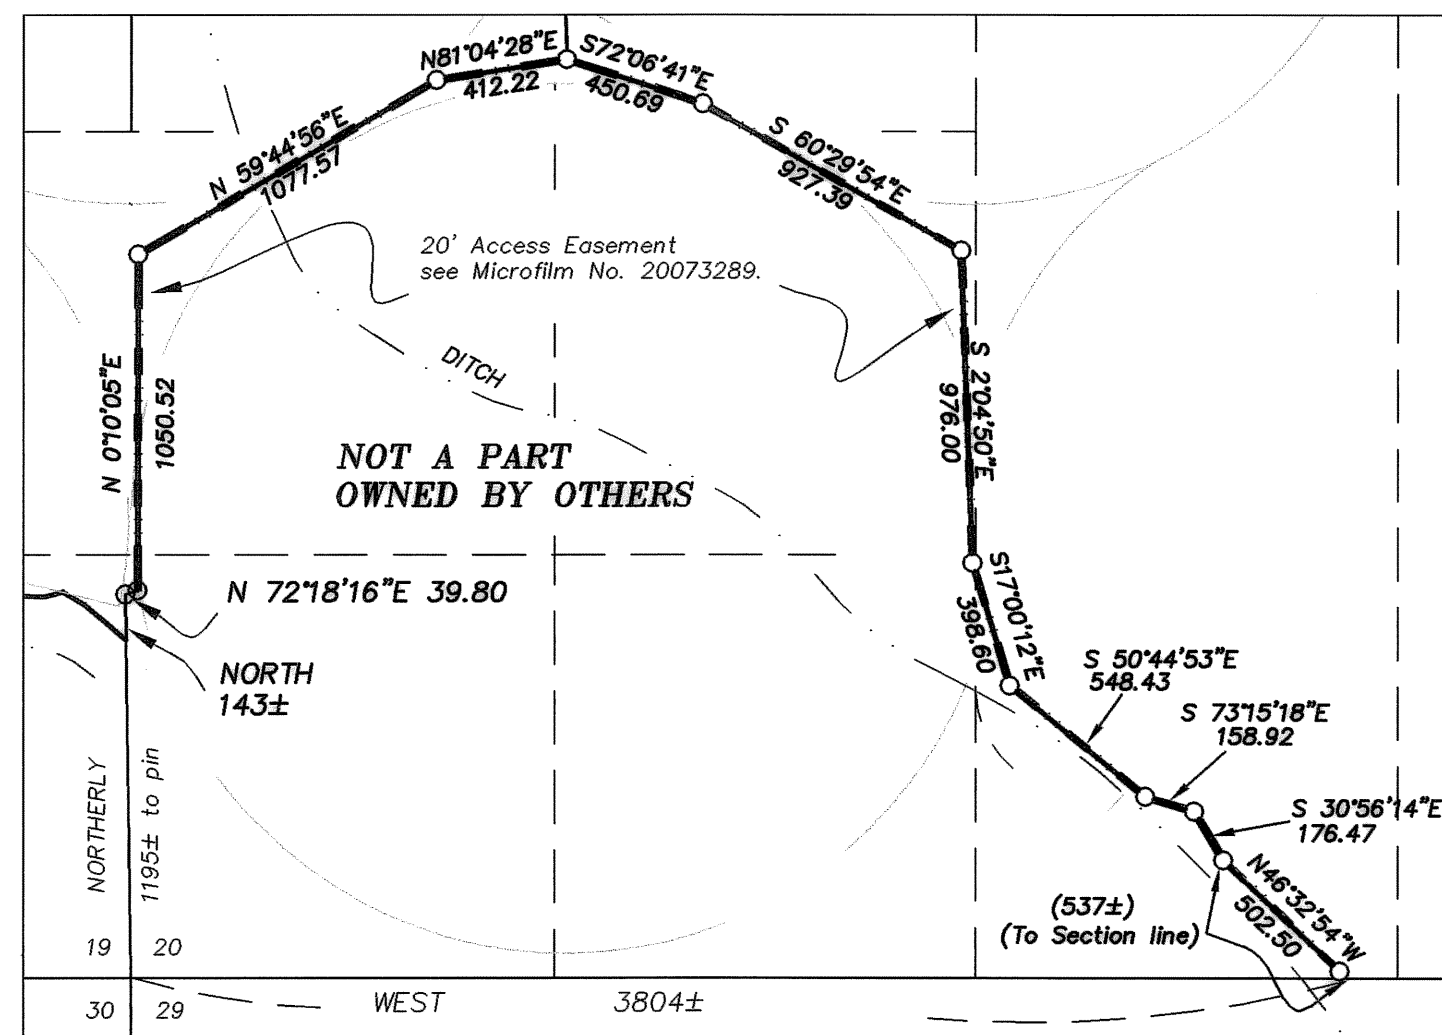 N81°04'28"E
412.22
S72°06'41"E
450.69
N 59°44'56"E
1077.57
S 60°29'54"E
927.39
20' Access Easement
see Microfilm No. 20073289.
DITCH
N 0°10'05"E
1050.52
S 2°04'50"E
976.00
NOT A PART
OWNED BY OTHERS
N 72°18'16"E 39.80
S17°00'12"E
398.60
NORTH
143±
S 50°44'53"E
548.43
S 73°15'18"E
158.92
S 30°56'14"E
176.47
NORTHERLY
1195± to pin
N46°32'54"W
502.50
(537±)
(To Section line)
19 20
30 29
WEST 3804±